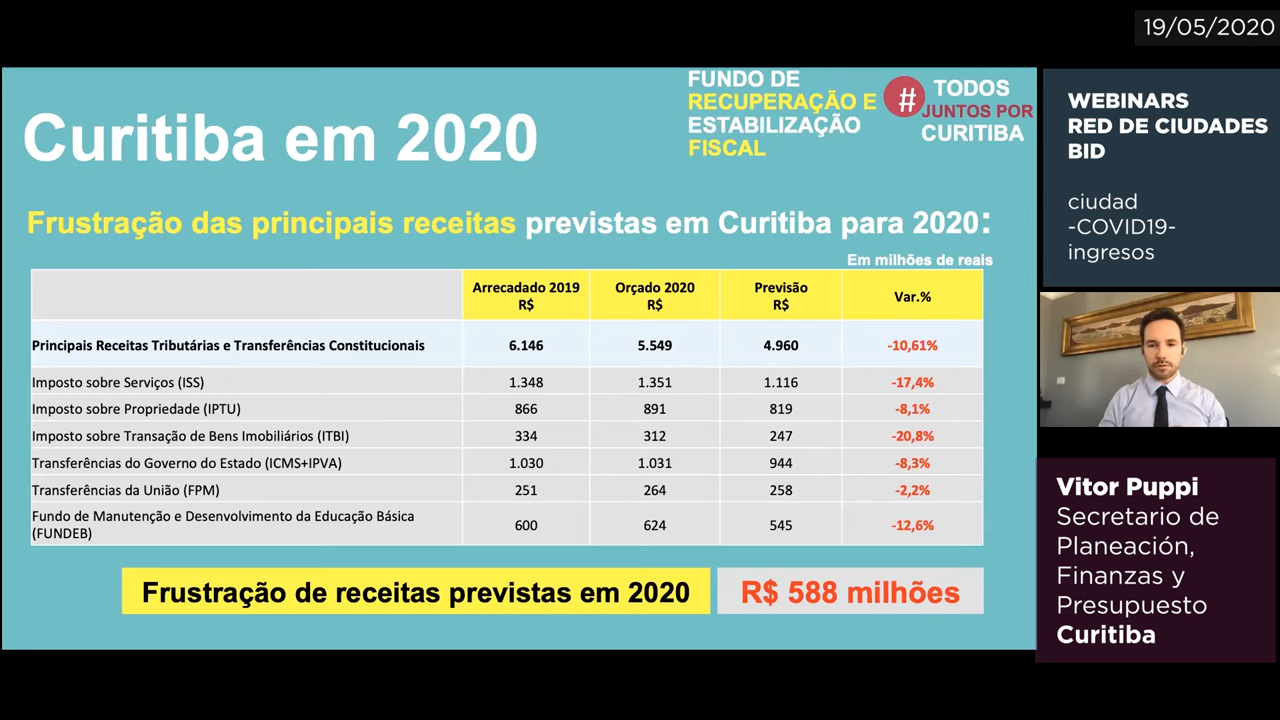 19/05/2020
Curitiba em 2020
FUNDO DE
RECUPERAÇÃO E
ESTABILIZAÇÃO
FISCAL
#
TODOS
JUNTOS POR
CURITIBA
Frustração das principais receitas previstas em Curitiba para 2020:
Em milhões de reais
Arrecadado 2019 R$ Orçado 2020 R$ Previsão R$ Var.%
Principais Receitas Tributárias e Transferências Constitucionais 6.146 5.549 4.960 -10,61%
Imposto sobre Serviços (ISS) 1.348 1.351 1.116 -17,4%
Imposto sobre Propriedade (IPTU) 866 891 819 -8,1%
Imposto sobre Transação de Bens Imobiliários (ITBI) 334 312 247 -20,8%
Transferências do Governo do Estado (ICMS+IPVA) 1.030 1.031 944 -8,3%
Transferências da União (FPM) 251 264 258 -2,2%
Fundo de Manutenção e Desenvolvimento da Educação Básica
(FUNDEB) 600 624 545 -12,6%
Frustração de receitas previstas em 2020 R$ 588 milhões
WEBINARS
RED DE CIUDADES
BID
ciudad
-COVID19-
ingresos
Vitor Puppi
Secretario de
Planeación,
Finanzas y
Presupuesto
Curitiba